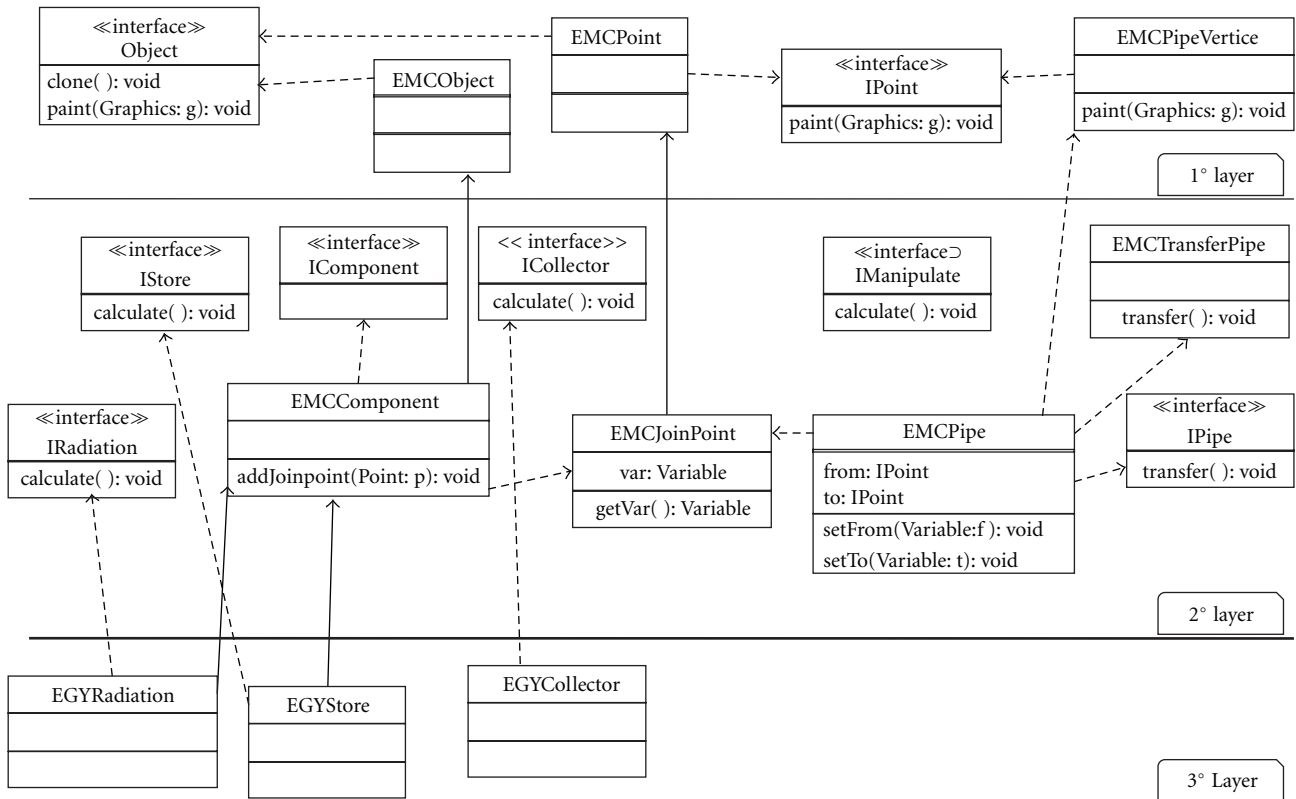 ≪interface≫
Object
clone( ): void
paint(Graphics: g): void
EMCObject
EMCPoint
≪interface≫
IPoint
paint(Graphics: g): void
EMCPipeVertice
paint(Graphics: g): void
1° layer
≪interface≫
IStore
calculate( ): void
≪interface≫
IComponent
<< interface>>
ICollector
calculate( ): void
≪interface⊃
IManipulate
calculate( ): void
EMCTransferPipe
transfer( ): void
≪interface≫
IRadiation
calculate( ): void
EMCComponent
addJoinpoint(Point: p): void
EMCJoinPoint
var: Variable
getVar( ): Variable
EMCPipe
from: IPoint
to: IPoint
setFrom(Variable:f ): void
setTo(Variable: t): void
≪interface≫
IPipe
transfer( ): void
2° layer
EGYRadiation
EGYStore
EGYCollector
3° Layer